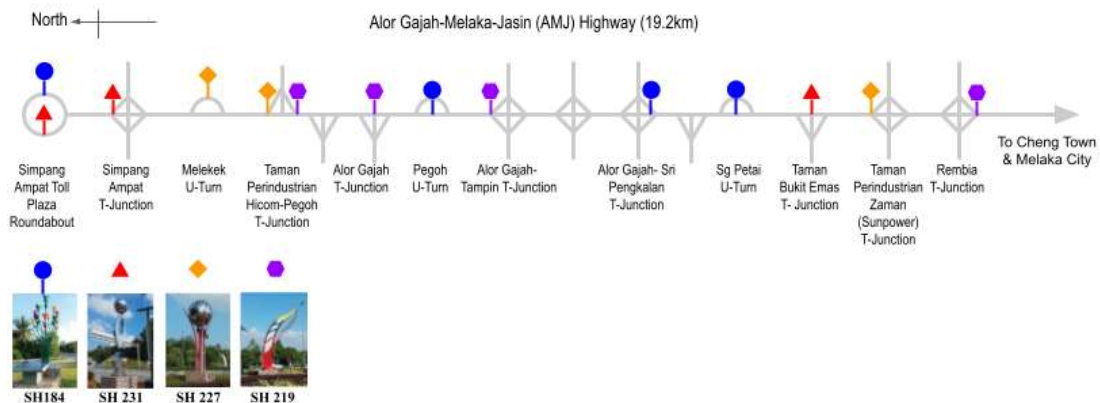 North
Alor Gajah-Melaka-Jasin (AMJ) Highway (19.2km)
To Cheng Town
& Melaka City
Simpang
Ampat Toll
Plaza
Roundabout
Simpang
Ampat
T-Junction
Melekek
U-Turn
Taman
Perindustrian
Hicom-Pegoh
T-Junction
Alor Gajah
T-Junction
Pegoh
U-Turn
Alor Gajah-
Tampin T-Junction
Alor Gajah- Sri
Pengkalan
T-Junction
Sg Petai
U-Turn
Taman
Bukit Emas
T- Junction
Taman
Perindustrian
Zaman
(Sunpower)
T-Junction
Rembia
T-Junction
SH184
SH 231
SH 227
SH 219